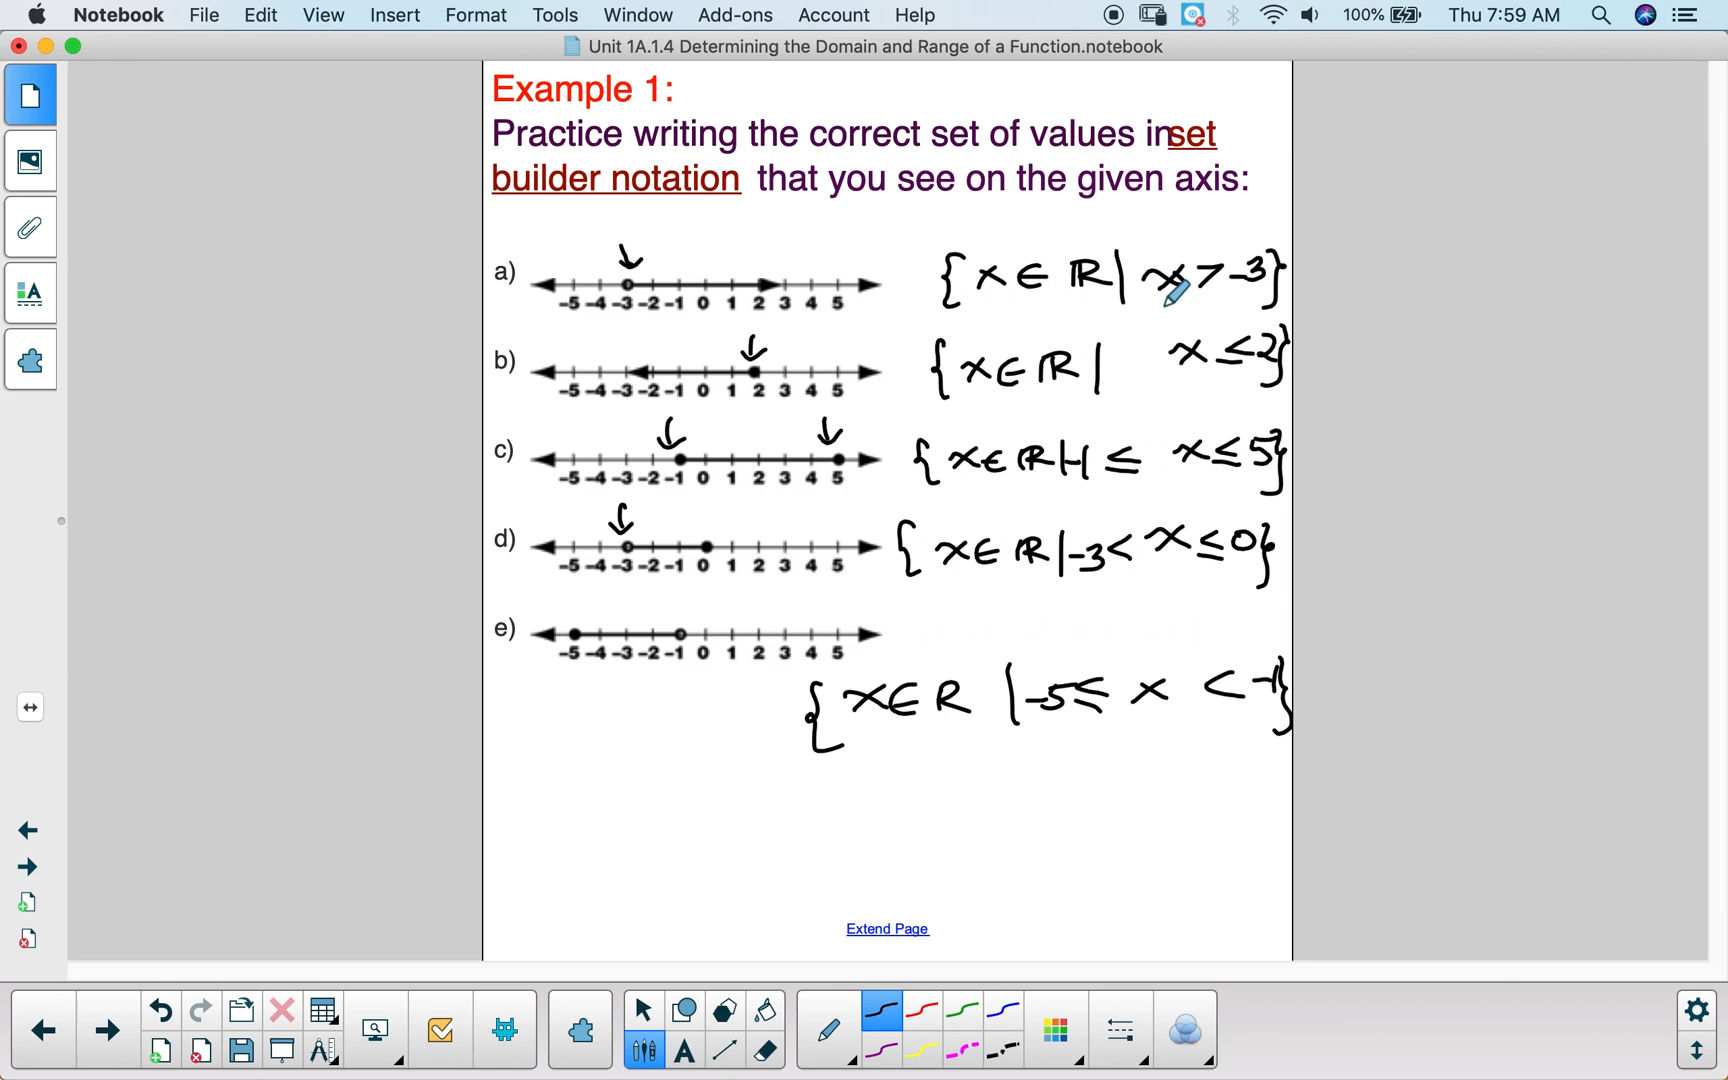 Notebook File Edit View Insert Format Tools Window Add-ons Account Help 100% Thu 7:59 AM
Unit 1A.1.4 Determining the Domain and Range of a Function.notebook
Example 1:
Practice writing the correct set of values in set
builder notation that you see on the given axis:
a) {x ∈ ℝ | x > -3}
-5 -4 -3 -2 -1 0 1 2 3 4 5
b) {x ∈ ℝ | x ≤ 2}
-5 -4 -3 -2 -1 0 1 2 3 4 5
c) {x ∈ ℝ | -1 ≤ x ≤ 5}
-5 -4 -3 -2 -1 0 1 2 3 4 5
d) {x ∈ ℝ | -3 < x ≤ 0}
-5 -4 -3 -2 -1 0 1 2 3 4 5
e)
-5 -4 -3 -2 -1 0 1 2 3 4 5
{x ∈ R | -5 ≤ x < -1}
Extend Page